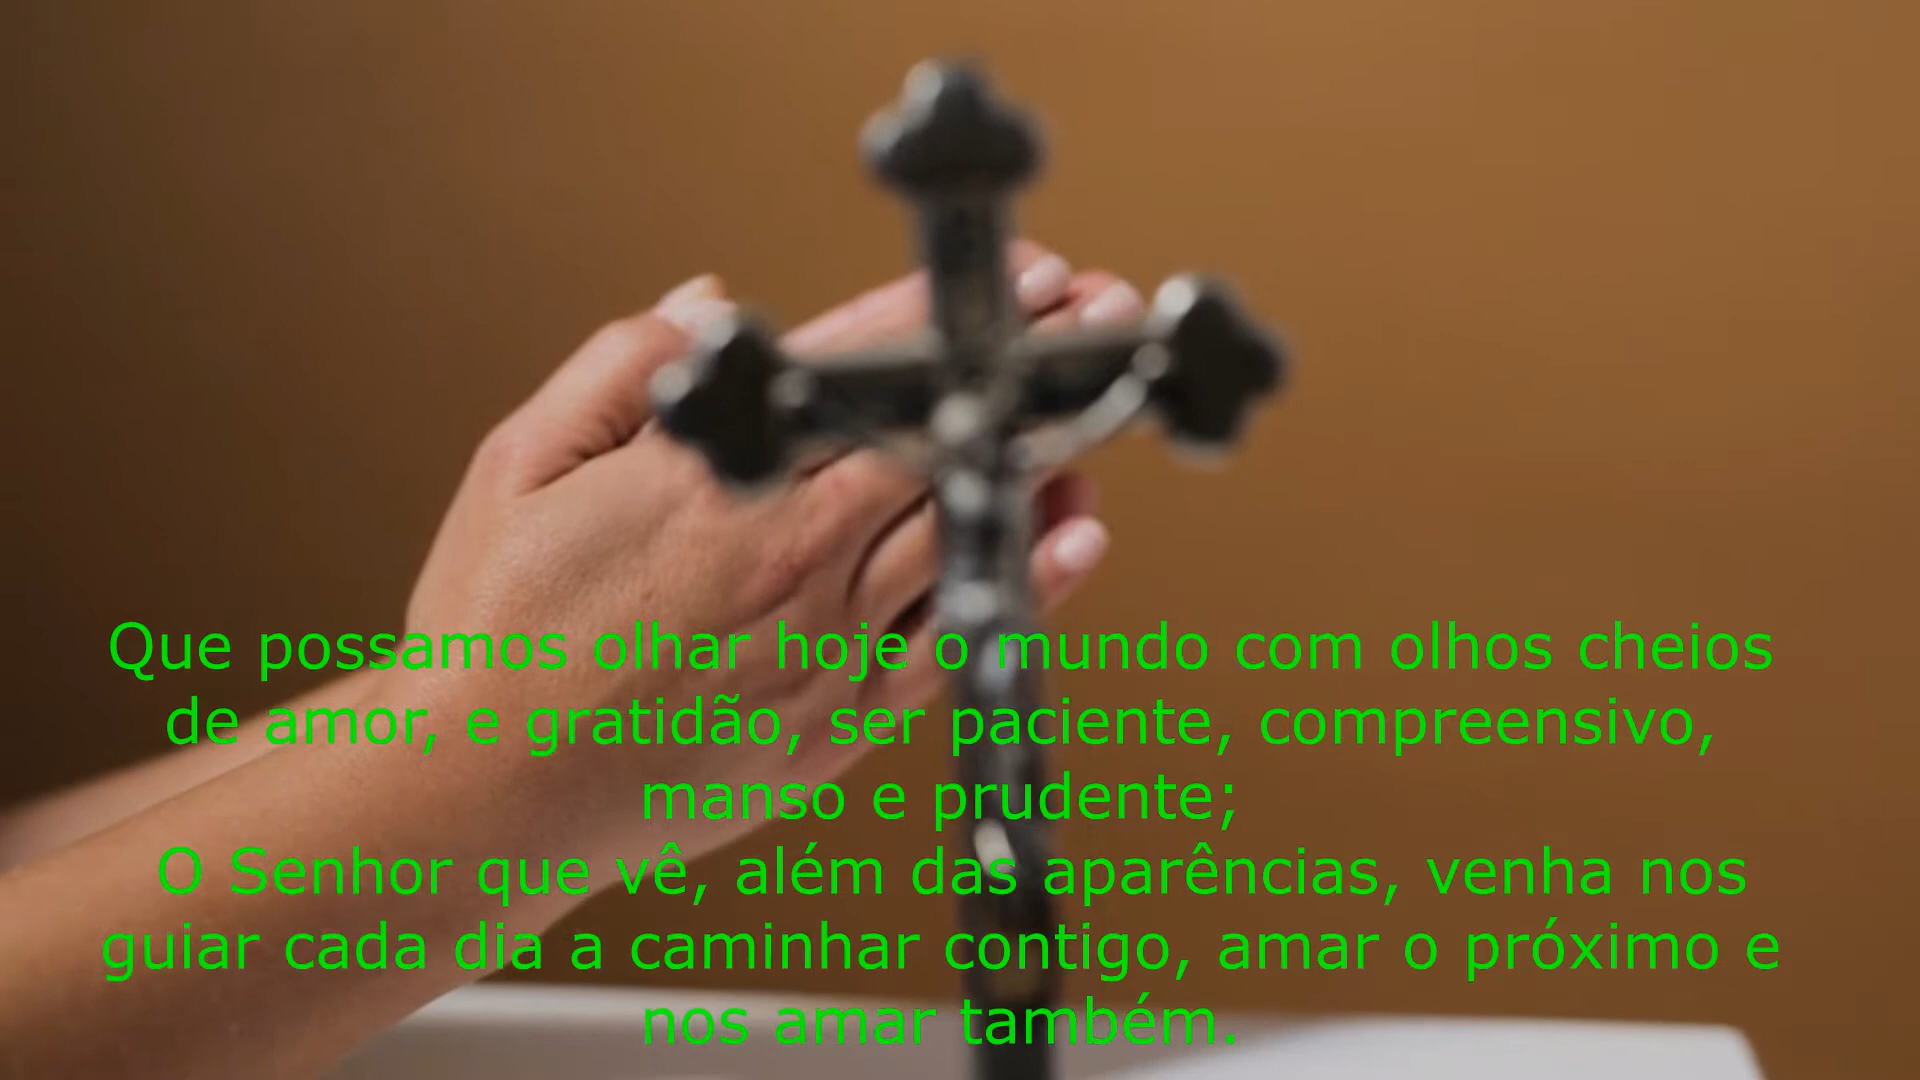 Que possamos olhar hoje o mundo com olhos cheios
de amor, e gratidão, ser paciente, compreensivo,
manso e prudente;
O Senhor que vê, além das aparências, venha nos
guiar cada dia a caminhar contigo, amar o próximo e
nos amar também.